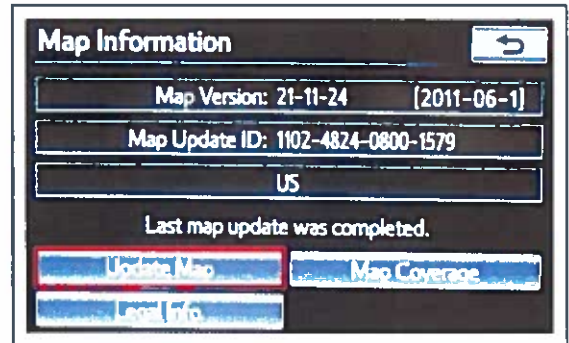 Map Information
Map Version: 21-11-24 [2011-06-1]
Map Update ID: 1102-4824-0800-1579
US
Last map update was completed.
Update Map Map Coverage
Legal Info